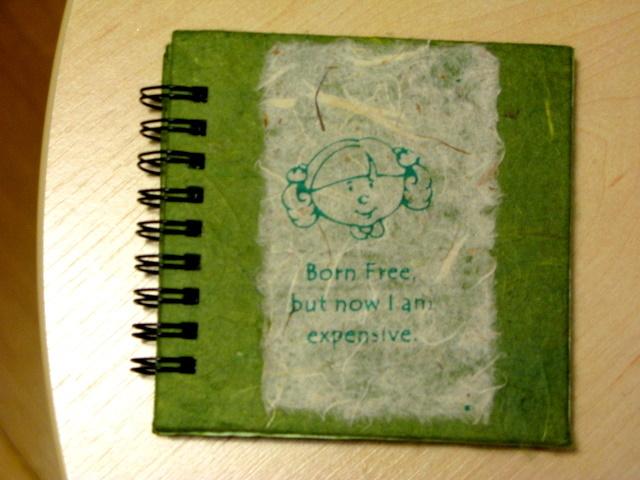 Born Free,
but now I am
expensive.